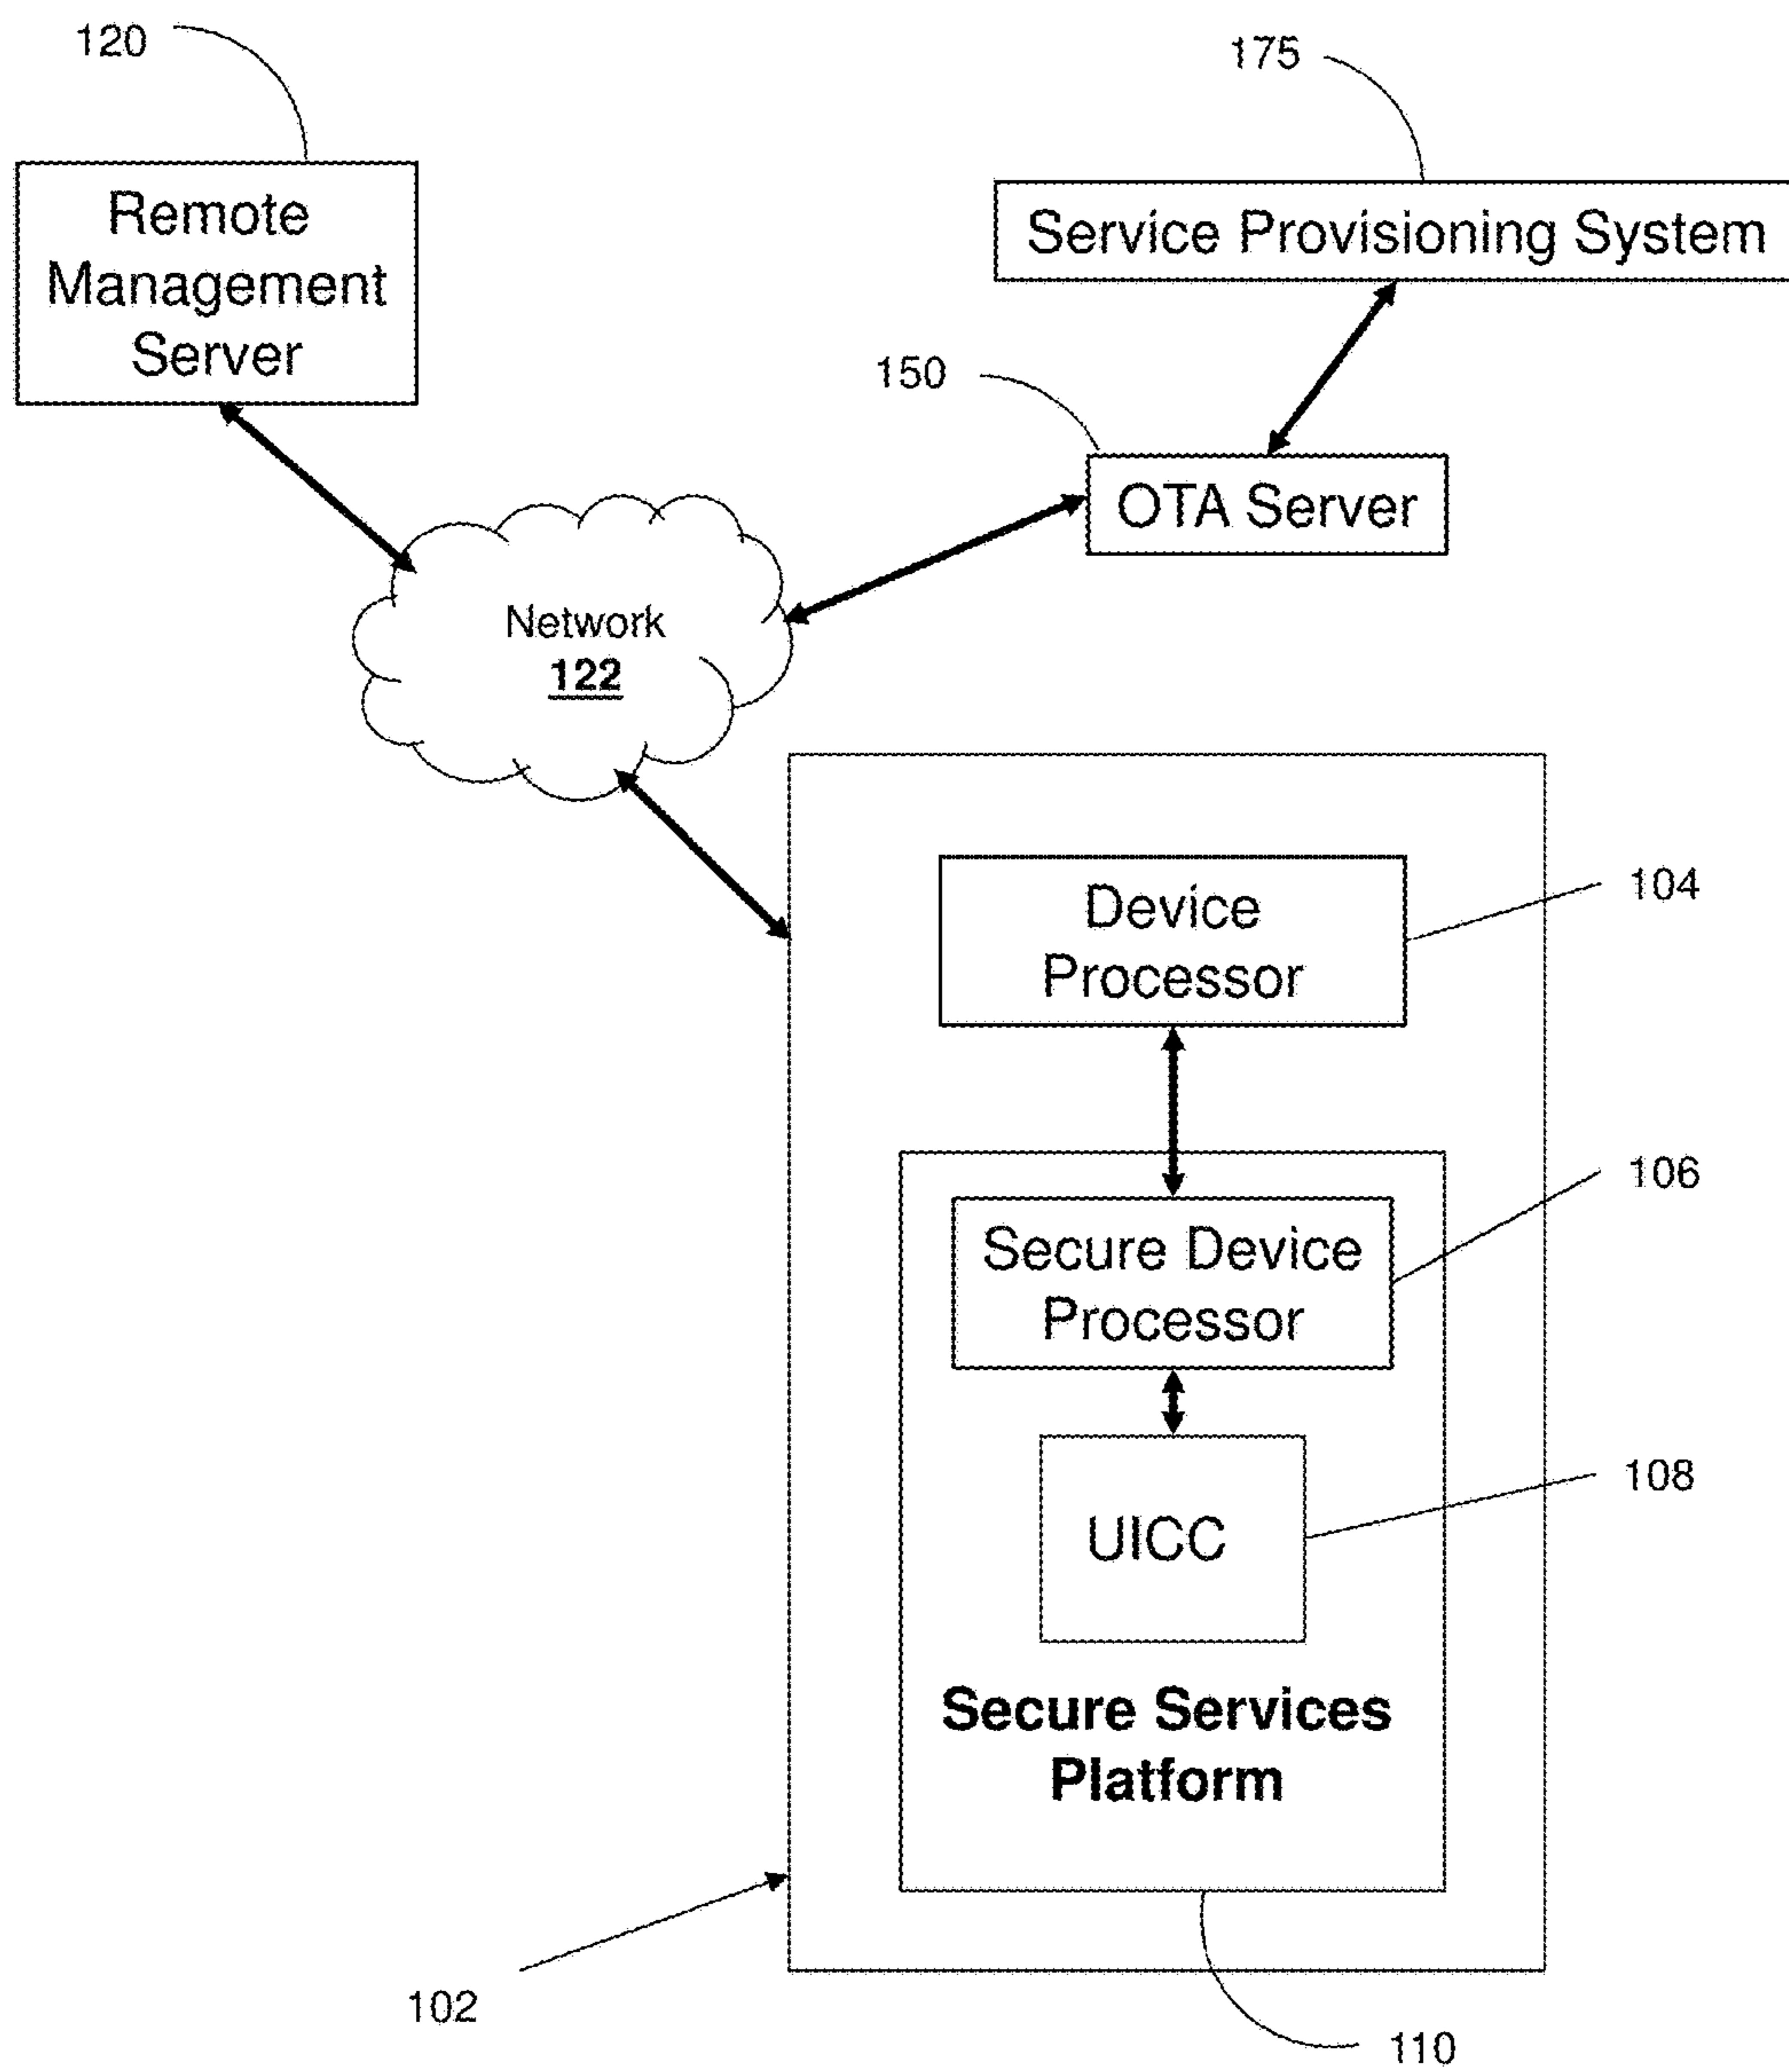 120
175
Remote
Management
Server
Service Provisioning System
150
OTA Server
Network
122
Device
Processor
104
106
Secure Device
Processor
108
UICC
Secure Services
Platform
102
110